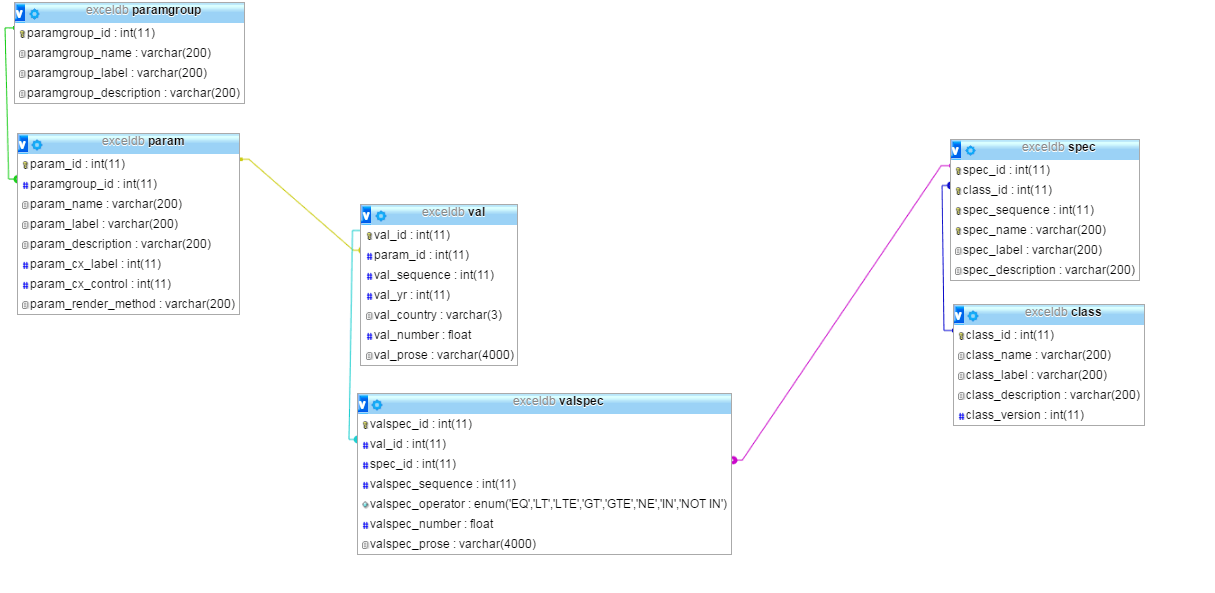 exceldb paramgroup
paramgroup_id : int(11)
paramgroup_name : varchar(200)
paramgroup_label : varchar(200)
paramgroup_description : varchar(200)
exceldb param
param_id : int(11)
paramgroup_id : int(11)
param_name : varchar(200)
param_label : varchar(200)
param_description : varchar(200)
param_cx_label : int(11)
param_cx_control : int(11)
param_render_method : varchar(200)
exceldb val
val_id : int(11)
param_id : int(11)
val_sequence : int(11)
val_yr : int(11)
val_country : varchar(3)
val_number : float
val_prose : varchar(4000)
exceldb valspec
valspec_id : int(11)
val_id : int(11)
spec_id : int(11)
valspec_sequence : int(11)
valspec_operator : enum('EQ','LT','LTE','GT','GTE','NE','IN','NOT IN')
valspec_number : float
valspec_prose : varchar(4000)
exceldb spec
spec_id : int(11)
class_id : int(11)
spec_sequence : int(11)
spec_name : varchar(200)
spec_label : varchar(200)
spec_description : varchar(200)
exceldb class
class_id : int(11)
class_name : varchar(200)
class_label : varchar(200)
class_description : varchar(200)
class_version : int(11)